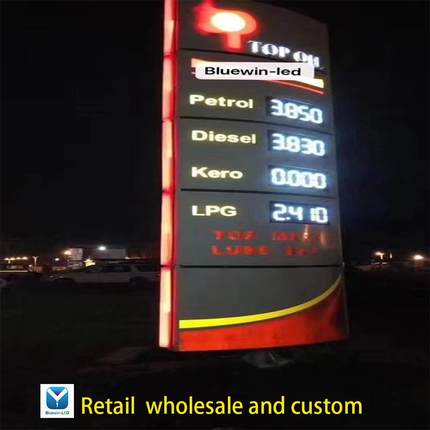 TOP OIL
Bluewin-led
Petrol 3.850
Diesel 3.830
Kero 0.000
LPG 2.410
TOP
Bluewin-LED
Retail wholesale and custom